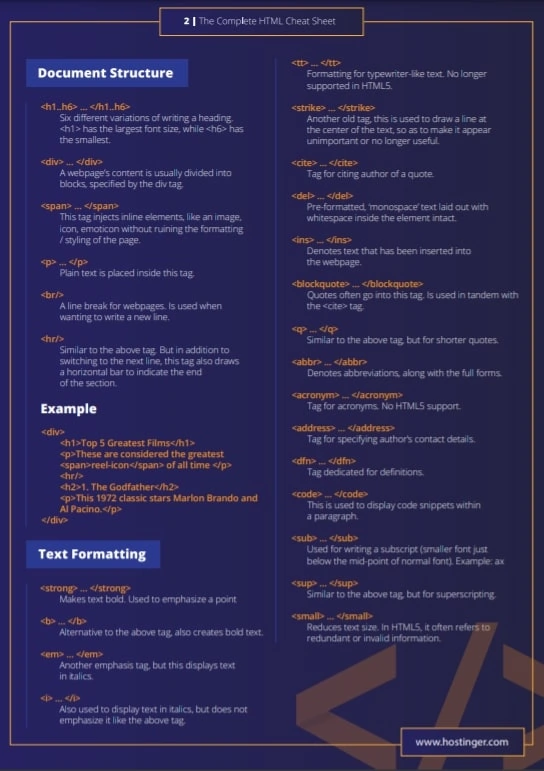 2 | The Complete HTML Cheat Sheet
Document Structure
<h1..h6> ... </h1..h6>
Six different variations of writing a heading.
<h1> has the largest font size, while <h6> has
the smallest.
<div> ... </div>
A webpage's content is usually divided into
blocks, specified by the div tag.
<span> ... </span>
This tag injects inline elements, like an image,
icon, emoticon without ruining the formatting
/ styling of the page.
<p> ... </p>
Plain text is placed inside this tag.
<br/>
A line break for webpages. Is used when
wanting to write a new line.
<hr/>
Similar to the above tag. But in addition to
switching to the next line, this tag also draws
a horizontal bar to indicate the end
of the section.
Example
<div>
<h1>Top 5 Greatest Films</h1>
<p>These are considered the greatest
<span>reel-icon</span> of all time </p>
<hr/>
<h2>1. The Godfather</h2>
<p>This 1972 classic stars Marlon Brando and
Al Pacino.</p>
</div>
Text Formatting
<strong> ... </strong>
Makes text bold. Used to emphasize a point
<b> ... </b>
Alternative to the above tag, also creates bold text.
<em> ... </em>
Another emphasis tag, but this displays text
in italics.
<i> ... </i>
Also used to display text in italics, but does not
emphasize it like the above tag.
<tt> ... </tt>
Formatting for typewriter-like text. No longer
supported in HTML5.
<strike> ... </strike>
Another old tag, this is used to draw a line at
the center of the text, so as to make it appear
unimportant or no longer useful.
<cite> ... </cite>
Tag for citing author of a quote.
<del> ... </del>
Pre-formatted, 'monospace' text laid out with
whitespace inside the element intact.
<ins> ... </ins>
Denotes text that has been inserted into
the webpage.
<blockquote> ... </blockquote>
Quotes often go into this tag. Is used in tandem with
the <cite> tag.
<q> ... </q>
Similar to the above tag, but for shorter quotes.
<abbr> ... </abbr>
Denotes abbreviations, along with the full forms.
<acronym> ... </acronym>
Tag for acronyms. No HTML5 support.
<address> ... </address>
Tag for specifying author's contact details.
<dfn> ... </dfn>
Tag dedicated for definitions.
<code> ... </code>
This is used to display code snippets within
a paragraph.
<sub> ... </sub>
Used for writing a subscript (smaller font just
below the mid-point of normal font). Example: ax
<sup> ... </sup>
Similar to the above tag, but for superscripting.
<small> ... </small>
Reduces text size. In HTML5, it often refers to
redundant or invalid information.
</>
www.hostinger.com